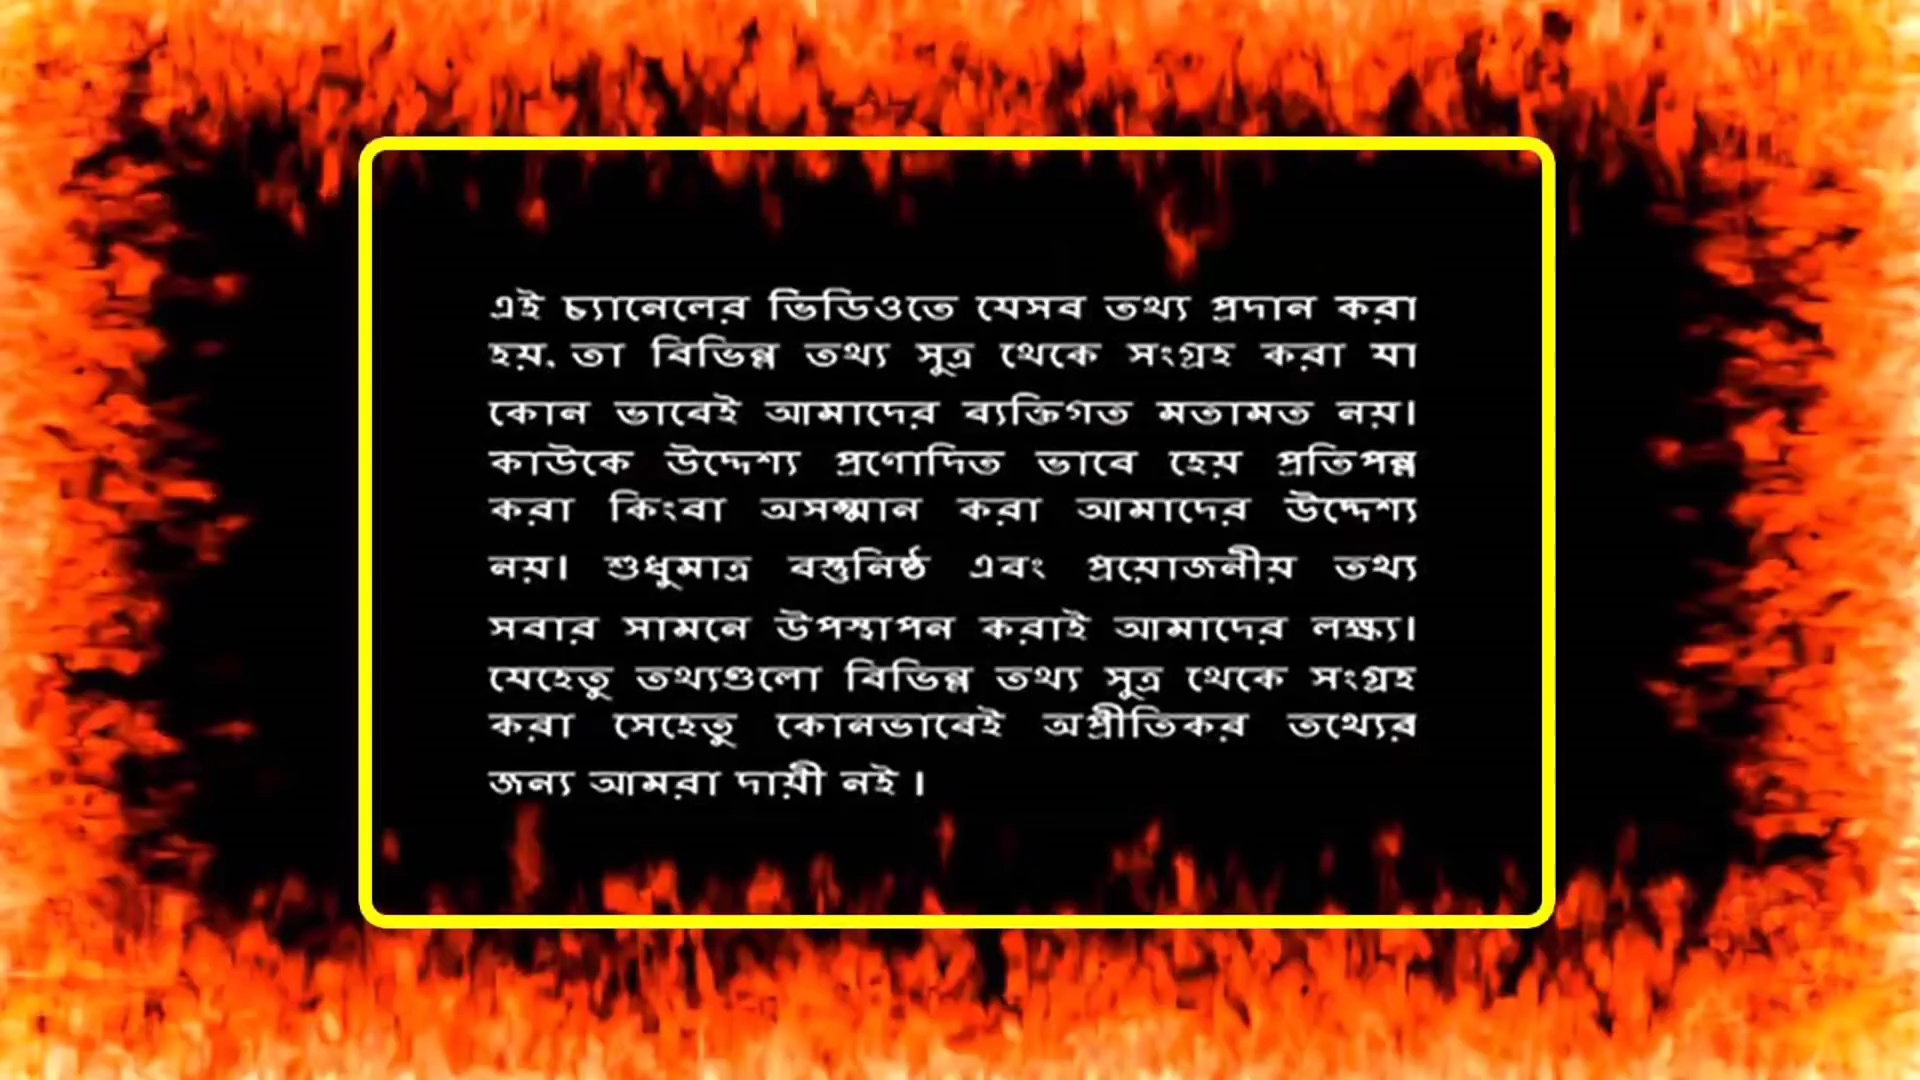 এই চ্যানেলের ভিডিওতে যেসব তথ্য প্রদান করা
হয়. তা বিভিন্ন তথ্য সুত্র থেকে সংগ্রহ করা যা
কোন ভাবেই আমাদের ব্যক্তিগত মতামত নয়।
কাউকে উদ্দেশ্য প্রণোদিত ভাবে হেয় প্রতিপন্ন
করা কিংবা অসম্মান করা আমাদের উদ্দেশ্য
নয়। শুধুমাত্র বস্তুনিষ্ঠ এবং প্রয়োজনীয় তথ্য
সবার সামনে উপস্থাপন করাই আমাদের লক্ষ্য।
যেহেতু তথ্যগুলো বিভিন্ন তথ্য সুত্র থেকে সংগ্রহ
করা সেহেতু কোনভাবেই অপ্রীতিকর তথ্যের
জন্য আমরা দায়ী নই ।